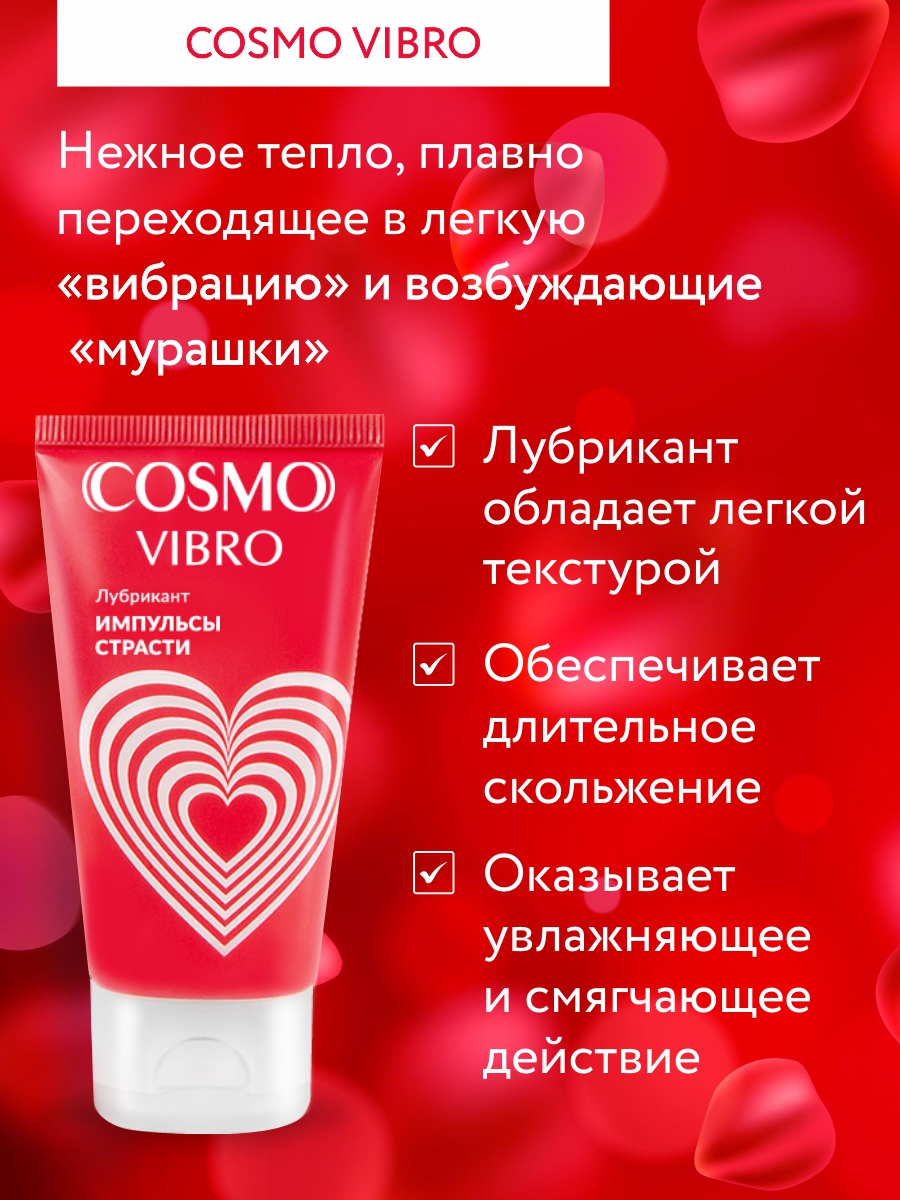 COSMO VIBRO
Нежное тепло, плавно
переходящее в легкую
«вибрацию» и возбуждающие
«мурашки»
COSMO
VIBRO
Лубрикант
ИМПУЛЬСЫ
СТРАСТИ
Лубрикант
обладает легкой
текстурой
Обеспечивает
длительное
скольжение
Оказывает
увлажняющее
и смягчающее
действие